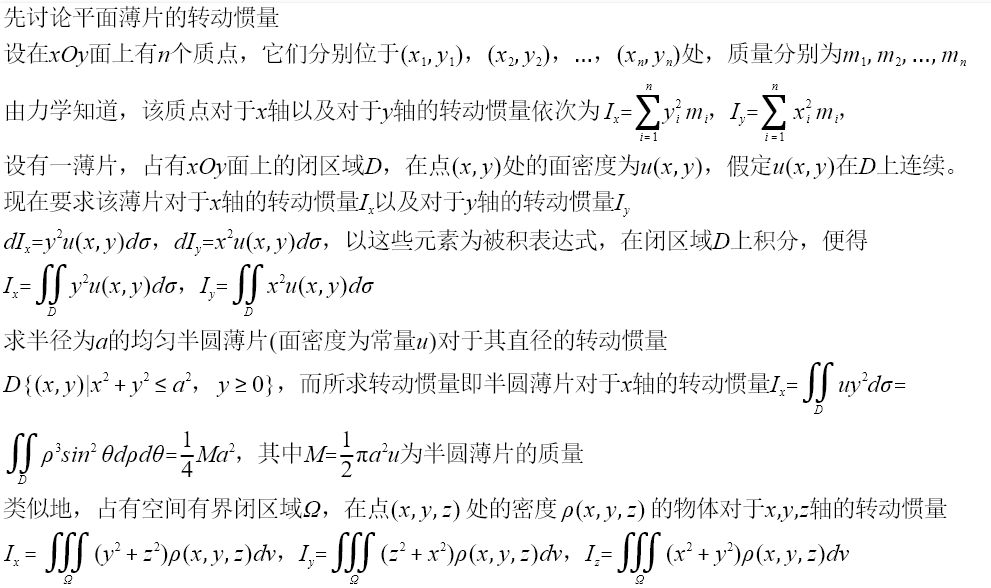 先讨论平面薄片的转动惯量
设在xOy面上有n个质点，它们分别位于(x₁,y₁)，(x₂,y₂)，…，(xₙ,yₙ)处，质量分别为m₁,m₂,…,mₙ
由力学知道，该质点对于x轴以及对于y轴的转动惯量依次为Iₓ=∑_{i=1}^{n} y_i² m_i，I_y=∑_{i=1}^{n} x_i² m_i，
设有一薄片，占有xOy面上的闭区域D，在点(x,y)处的面密度为u(x,y)，假定u(x,y)在D上连续。
现在要求该薄片对于x轴的转动惯量Iₓ以及对于y轴的转动惯量I_y
dIₓ=y²u(x,y)dσ，dI_y=x²u(x,y)dσ，以这些元素为被积表达式，在闭区域D上积分，便得
Iₓ=∬_D y²u(x,y)dσ，I_y=∬_D x²u(x,y)dσ
求半径为a的均匀半圆薄片(面密度为常量u)对于其直径的转动惯量
D{(x,y)|x²+y²≤a²，y≥0}，而所求转动惯量即半圆薄片对于x轴的转动惯量Iₓ=∬_D uy²dσ=
∬_D ρ³sin²θdρdθ=1/4 Ma²，其中M=1/2 πa²u为半圆薄片的质量
类似地，占有空间有界闭区域Ω，在点(x,y,z)处的密度ρ(x,y,z)的物体对于x,y,z轴的转动惯量
Iₓ=∭_Ω (y²+z²)ρ(x,y,z)dv，I_y=∭_Ω (z²+x²)ρ(x,y,z)dv，I_z=∭_Ω (x²+y²)ρ(x,y,z)dv